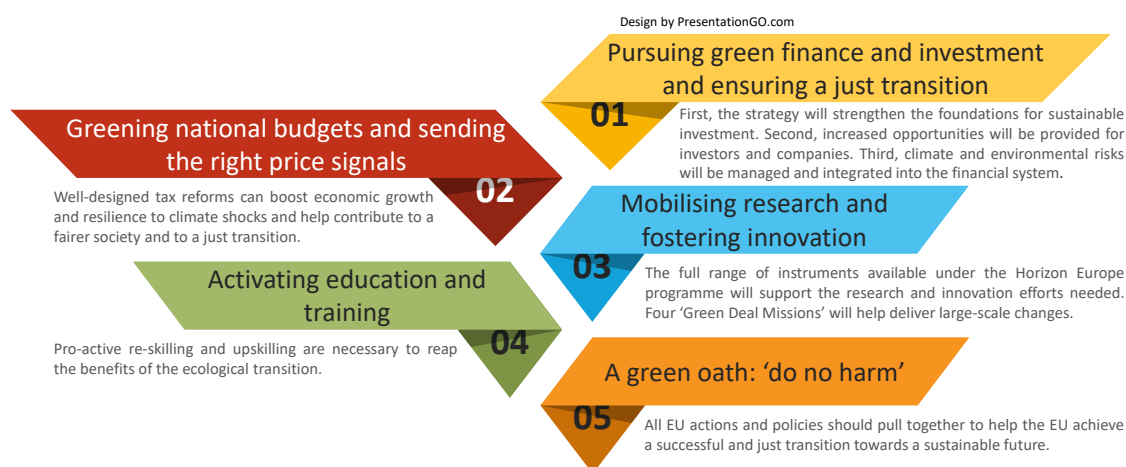 Design by PresentationGO.com
Pursuing green finance and investment
and ensuring a just transition
01
First, the strategy will strengthen the foundations for sustainable
investment. Second, increased opportunities will be provided for
investors and companies. Third, climate and environmental risks
will be managed and integrated into the financial system.
Greening national budgets and sending
the right price signals
02
Well-designed tax reforms can boost economic growth
and resilience to climate shocks and help contribute to a
fairer society and to a just transition.
Mobilising research and
fostering innovation
03
The full range of instruments available under the Horizon Europe
programme will support the research and innovation efforts needed.
Four ‘Green Deal Missions’ will help deliver large-scale changes.
Activating education and
training
04
Pro-active re-skilling and upskilling are necessary to reap
the benefits of the ecological transition.
A green oath: ‘do no harm’
05
All EU actions and policies should pull together to help the EU achieve
a successful and just transition towards a sustainable future.